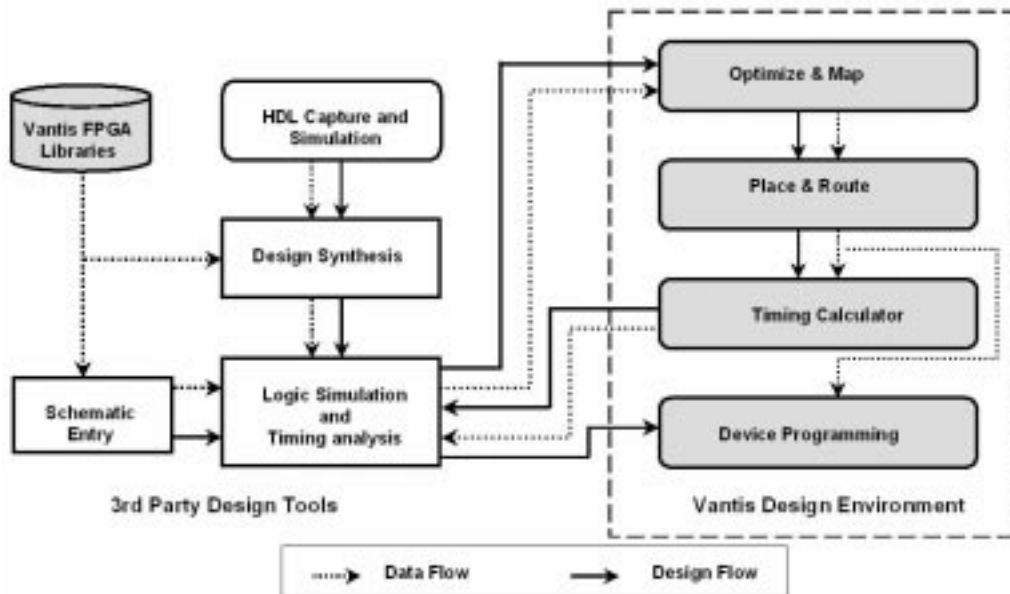 Vantis FPGA
Libraries
HDL Capture and
Simulation
Design Synthesis
Schematic
Entry
Logic Simulation
and
Timing analysis
3rd Party Design Tools
Optimize & Map
Place & Route
Timing Calculator
Device Programming
Vantis Design Environment
Data Flow
Design Flow